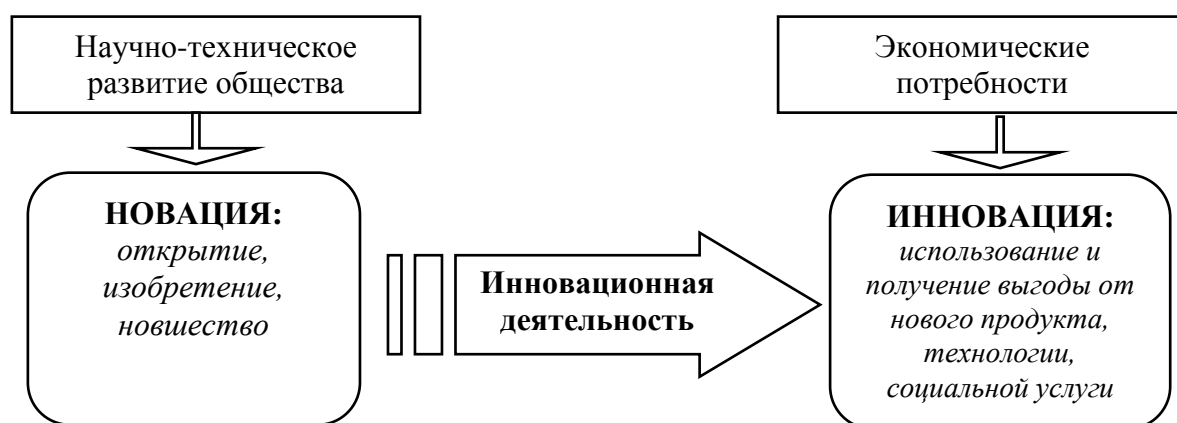 Научно-техническое
развитие общества
Экономические
потребности
НОВАЦИЯ:
открытие,
изобретение,
новшество
Инновационная
деятельность
ИННОВАЦИЯ:
использование и
получение выгоды от
нового продукта,
технологии,
социальной услуги